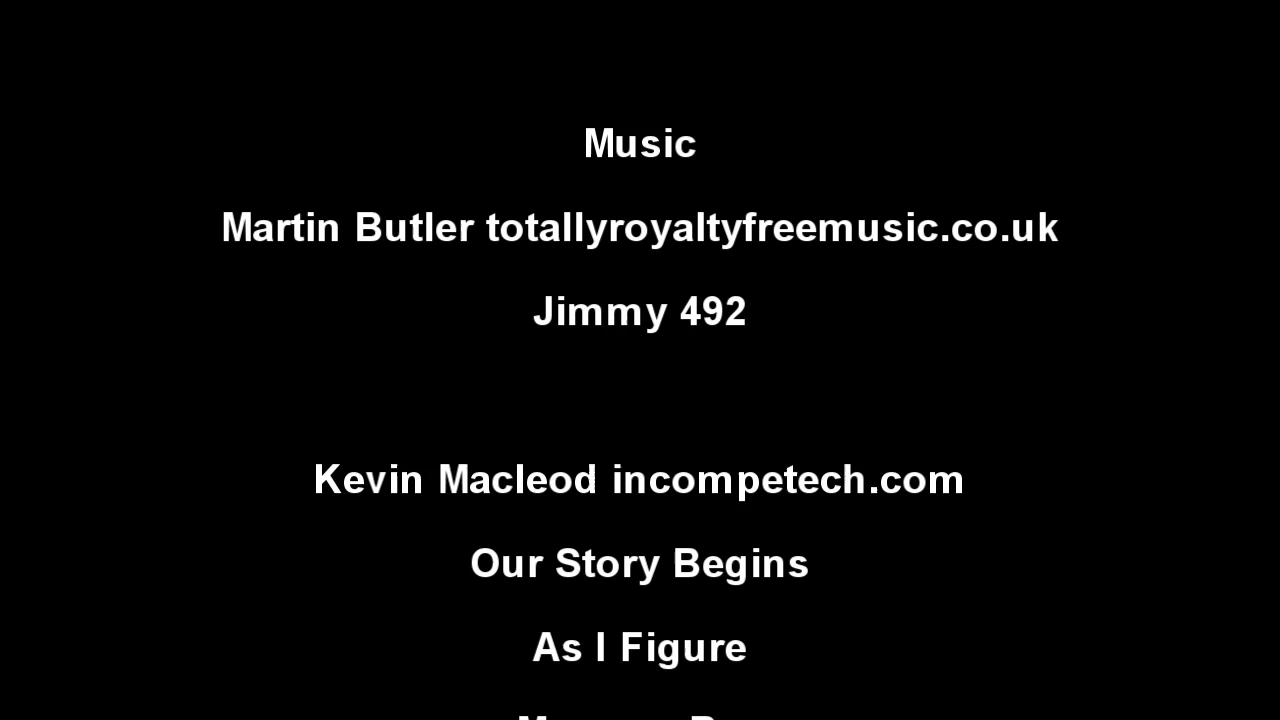 Music
Martin Butler totallyroyaltyfreemusic.co.uk
Jimmy 492
Kevin Macleod incompetech.com
Our Story Begins
As I Figure